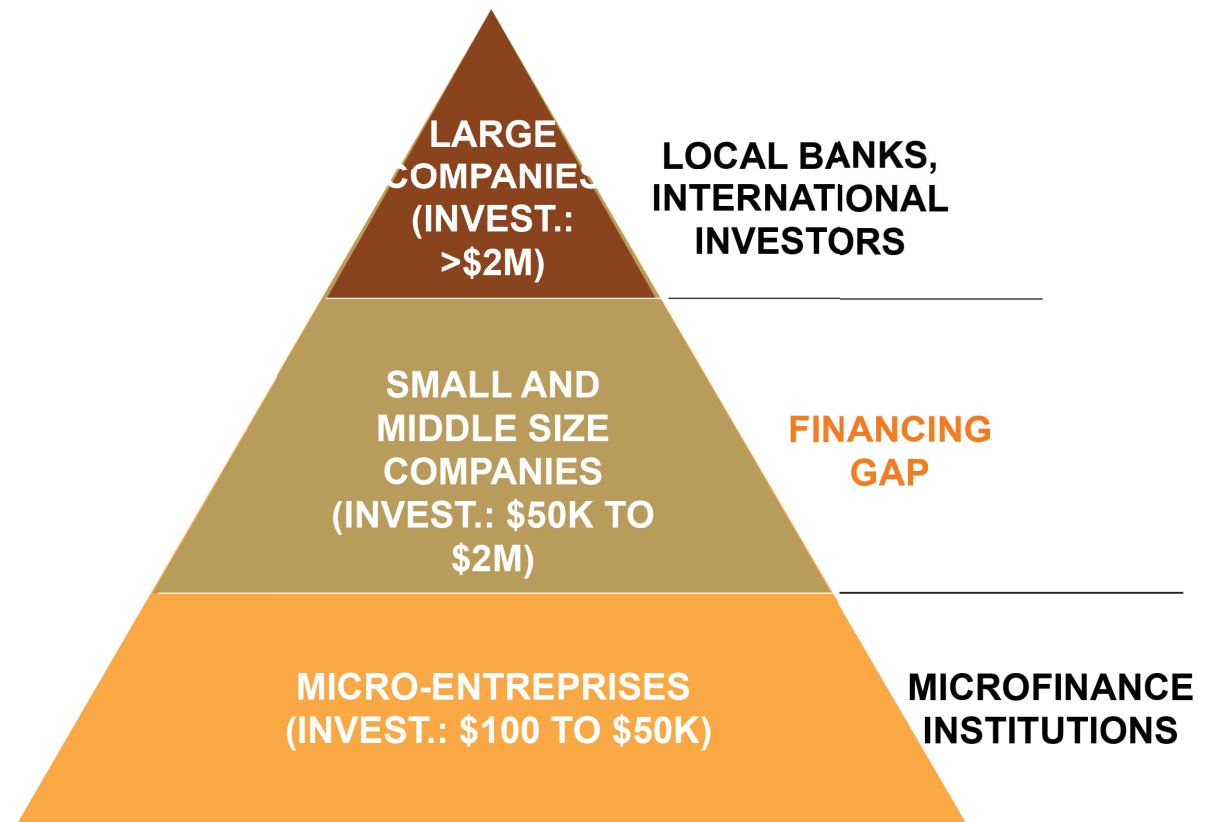 LARGE
COMPANIES
(INVEST.:
>$2M)
LOCAL BANKS,
INTERNATIONAL
INVESTORS
SMALL AND
MIDDLE SIZE
COMPANIES
(INVEST.: $50K TO
$2M)
FINANCING
GAP
MICRO-ENTREPRISES
(INVEST.: $100 TO $50K)
MICROFINANCE
INSTITUTIONS